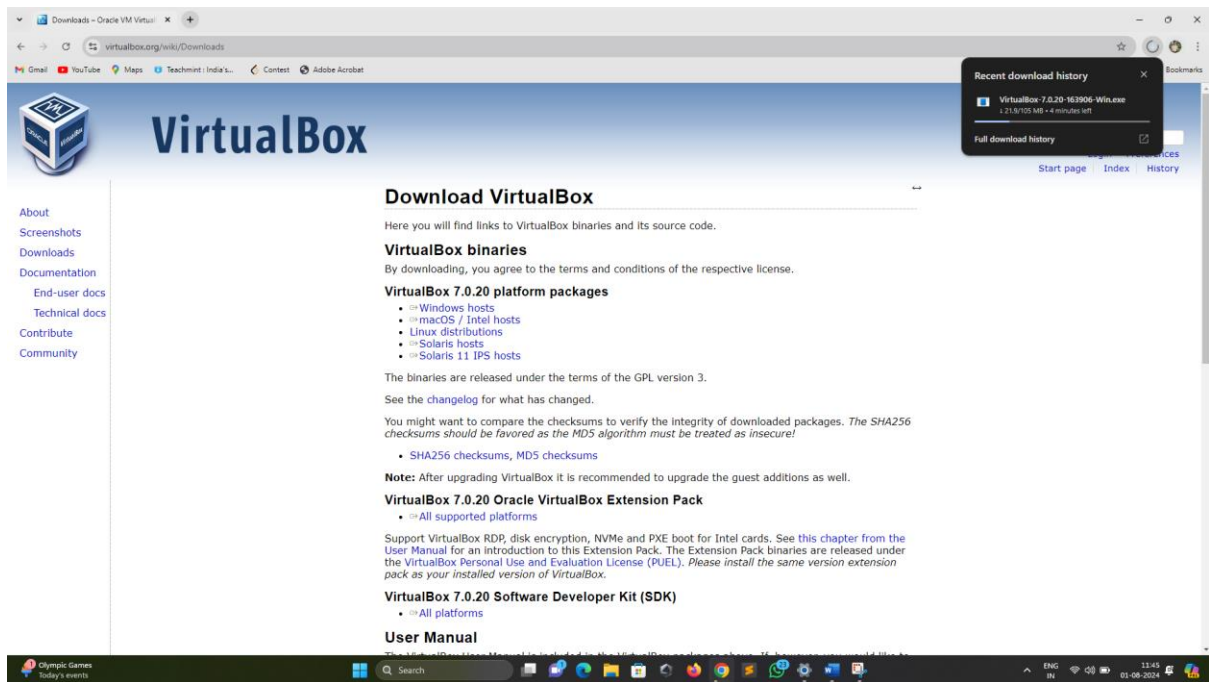 Downloads – Oracle VM Virtual
virtualbox.org/wiki/Downloads
Gmail YouTube Maps Teachmint : India's... Contest Adobe Acrobat
Bookmarks
Recent download history
VirtualBox-7.0.20-163906-Win.exe
↓ 21.9/105 MB • 4 minutes left
Full download history
VirtualBox
Start page Index History
About
Screenshots
Downloads
Documentation
End-user docs
Technical docs
Contribute
Community
Download VirtualBox
Here you will find links to VirtualBox binaries and its source code.
VirtualBox binaries
By downloading, you agree to the terms and conditions of the respective license.
VirtualBox 7.0.20 platform packages
• Windows hosts
• macOS / Intel hosts
• Linux distributions
• Solaris hosts
• Solaris 11 IPS hosts
The binaries are released under the terms of the GPL version 3.
See the changelog for what has changed.
You might want to compare the checksums to verify the integrity of downloaded packages. The SHA256
checksums should be favored as the MD5 algorithm must be treated as insecure!
• SHA256 checksums, MD5 checksums
Note: After upgrading VirtualBox it is recommended to upgrade the guest additions as well.
VirtualBox 7.0.20 Oracle VirtualBox Extension Pack
• All supported platforms
Support VirtualBox RDP, disk encryption, NVMe and PXE boot for Intel cards. See this chapter from the
User Manual for an introduction to this Extension Pack. The Extension Pack binaries are released under
the VirtualBox Personal Use and Evaluation License (PUEL). Please install the same version extension
pack as your installed version of VirtualBox.
VirtualBox 7.0.20 Software Developer Kit (SDK)
• All platforms
User Manual
Olympic Games
Today's events
Search
ENG
IN
11:45
01-08-2024